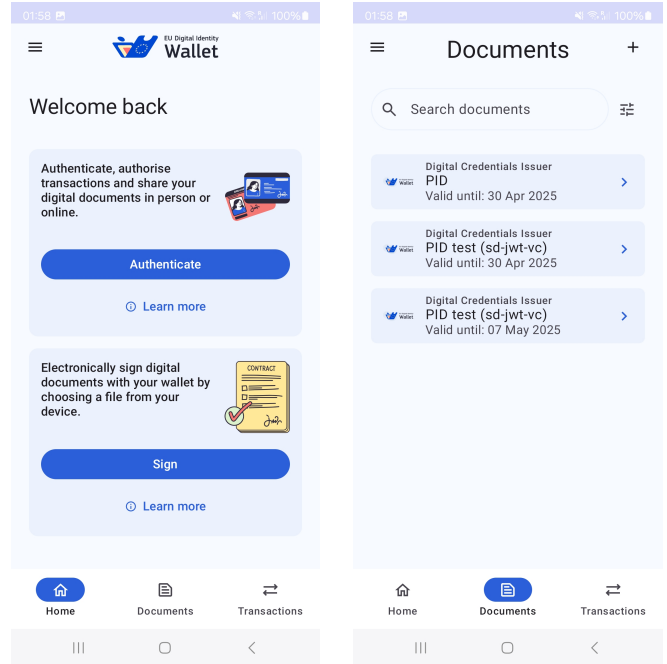 01:58 100%
EU Digital Identity
Wallet
Welcome back
Authenticate, authorise
transactions and share your
digital documents in person or
online.
Authenticate
Learn more
Electronically sign digital
documents with your wallet by
choosing a file from your
device.
CONTRACT
Sign
Learn more
Home Documents Transactions
01:58 100%
Documents
Search documents
Digital Credentials Issuer
Wallet
PID
Valid until: 30 Apr 2025
Digital Credentials Issuer
Wallet
PID test (sd-jwt-vc)
Valid until: 30 Apr 2025
Digital Credentials Issuer
Wallet
PID test (sd-jwt-vc)
Valid until: 07 May 2025
Home Documents Transactions